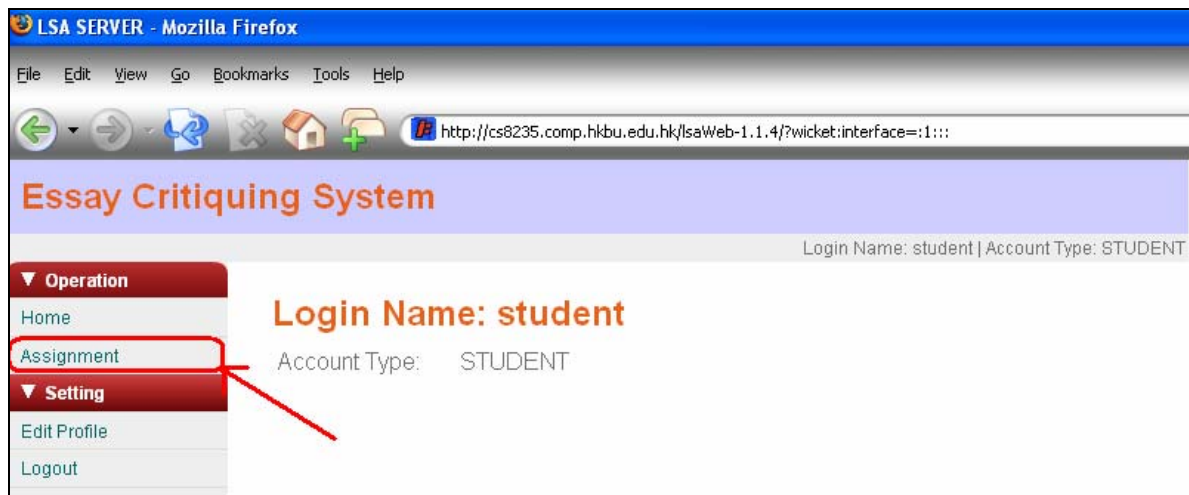 LSA SERVER - Mozilla Firefox
File Edit View Go Bookmarks Tools Help
http://cs8235.comp.hkbu.edu.hk/lsaWeb-1.1.4/?wicket:interface=:1:::
Essay Critiquing System
Login Name: student | Account Type: STUDENT
▼ Operation
Home
Assignment
▼ Setting
Edit Profile
Logout
Login Name: student
Account Type: STUDENT